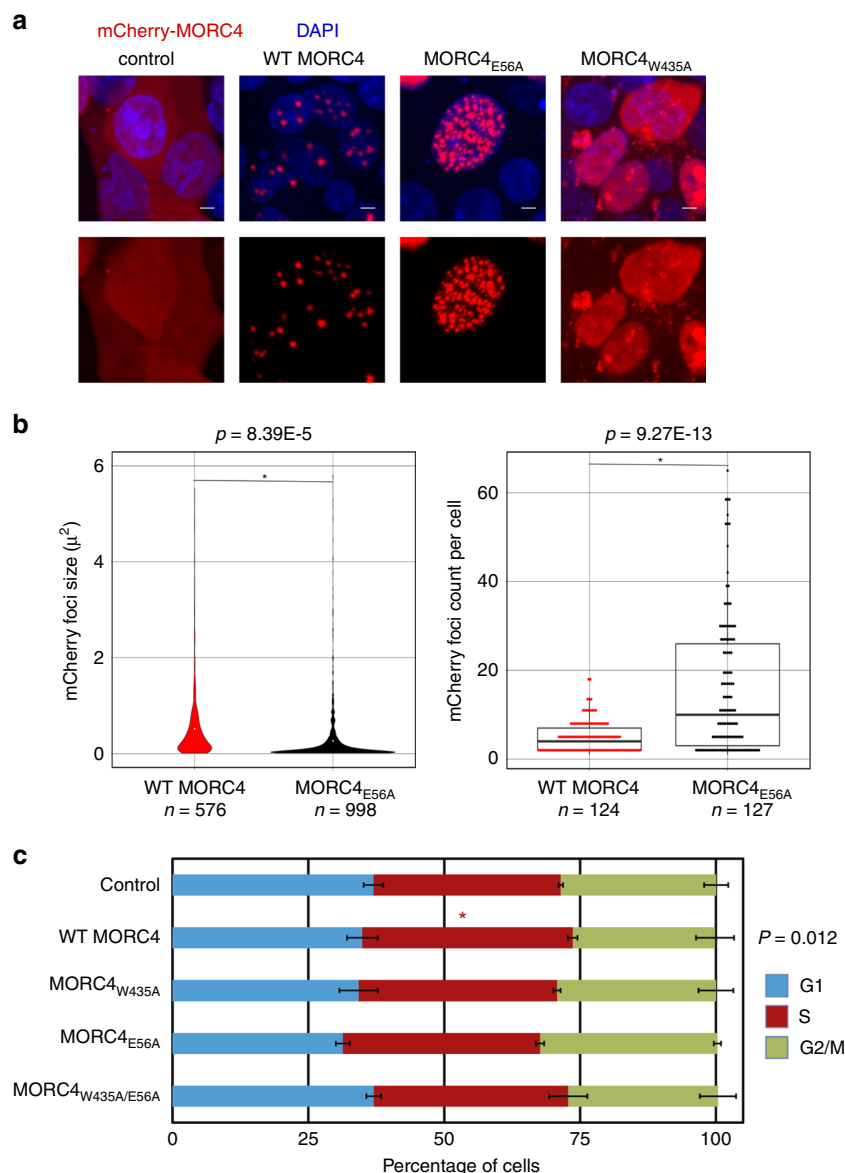 a
mCherry-MORC4 DAPI
control WT MORC4 MORC4E56A MORC4W435A
b
p = 8.39E-5
*
mCherry foci size (μ²)
6
4
2
0
WT MORC4 MORC4E56A
n = 576 n = 998
p = 9.27E-13
*
mCherry foci count per cell
60
40
20
0
WT MORC4 MORC4E56A
n = 124 n = 127
c
Control
*
WT MORC4
MORC4W435A
MORC4E56A
MORC4W435A/E56A
0 25 50 75 100
Percentage of cells
P = 0.012
G1
S
G2/M